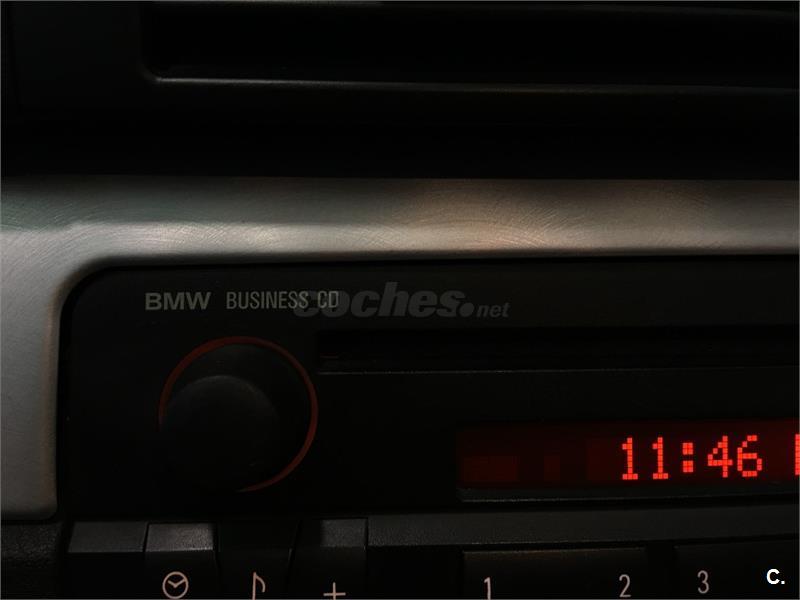 BMW BUSINESS CD
coches.net
11:46
+ 1 2 3
C.